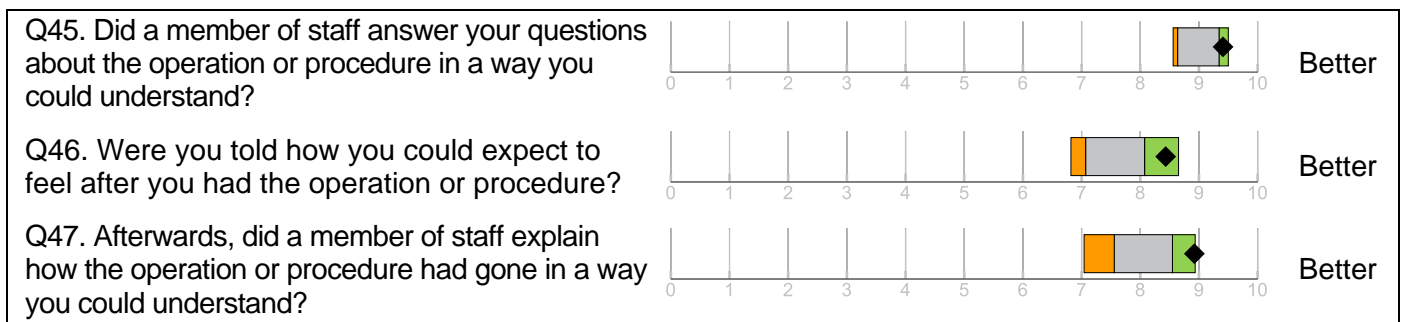 Q45. Did a member of staff answer your questions
about the operation or procedure in a way you
could understand?
0 1 2 3 4 5 6 7 8 9 10
Better
Q46. Were you told how you could expect to
feel after you had the operation or procedure?
0 1 2 3 4 5 6 7 8 9 10
Better
Q47. Afterwards, did a member of staff explain
how the operation or procedure had gone in a way
you could understand?
0 1 2 3 4 5 6 7 8 9 10
Better